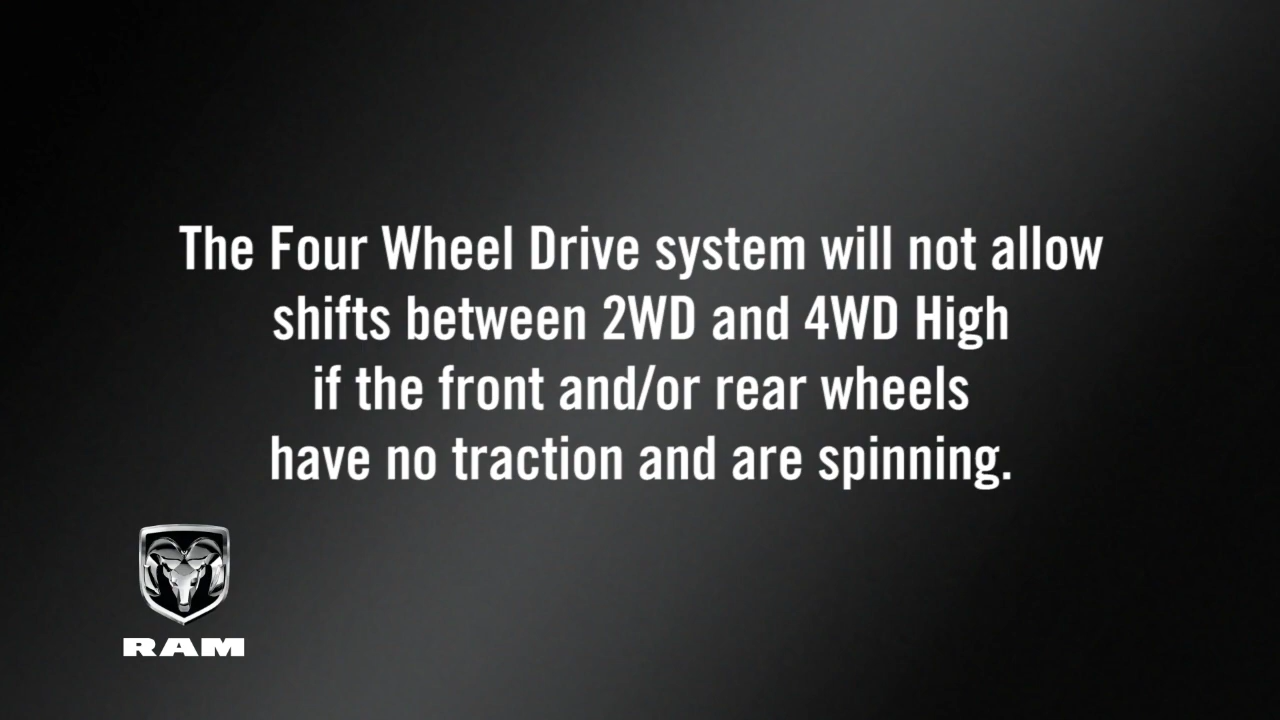 The Four Wheel Drive system will not allow
shifts between 2WD and 4WD High
if the front and/or rear wheels
have no traction and are spinning.
RAM